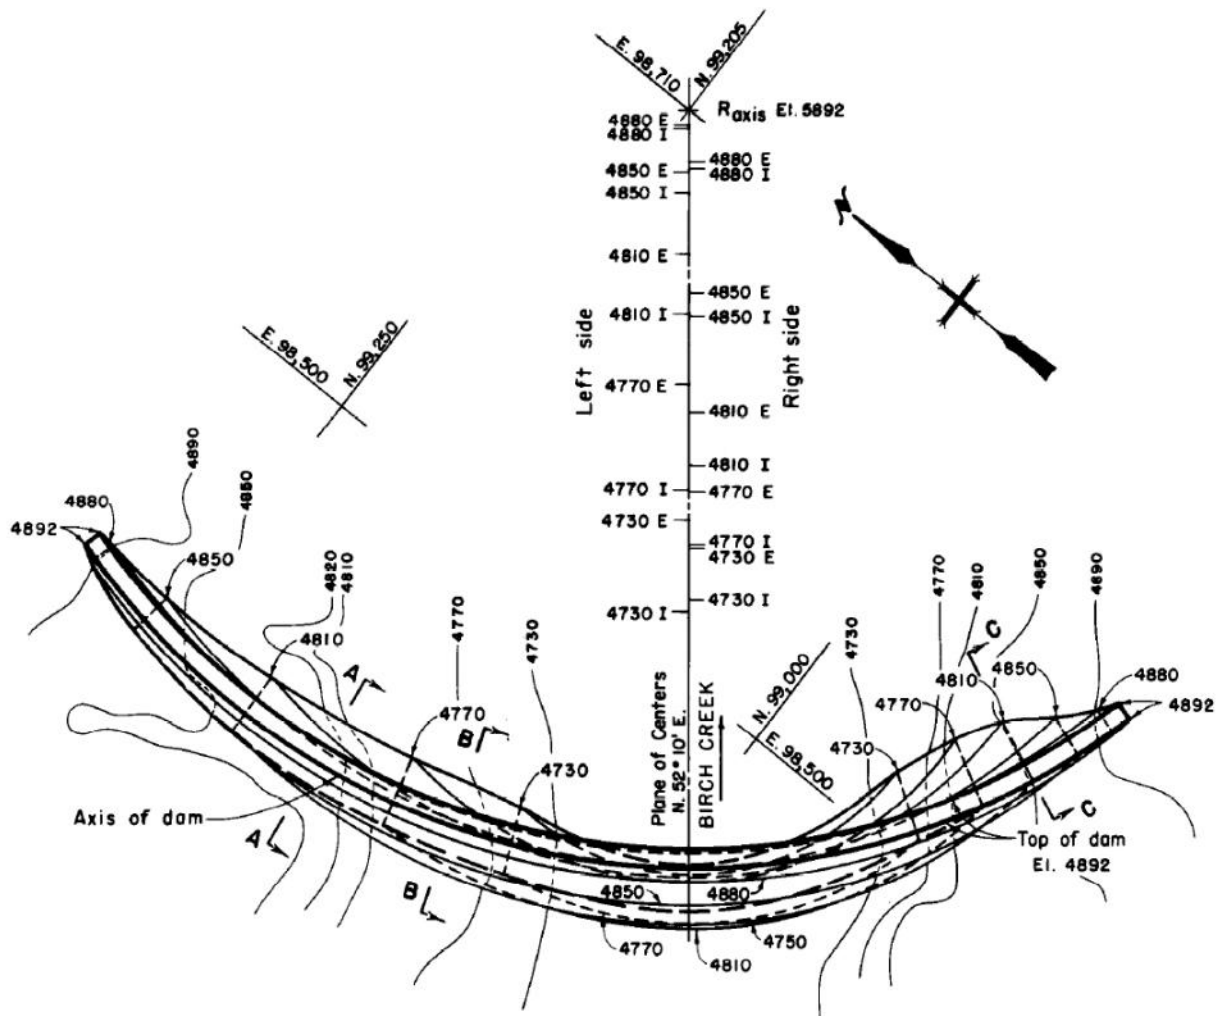 E. 98,710
N. 99,205
R axis El. 5892
4880 E
4880 I
4880 E
4880 I
4850 E
4850 I
4810 E
4850 E
4850 I
4810 I
Left side
Right side
4770 E
4810 E
4810 I
4770 I
4770 E
4730 E
4770 I
4730 E
4730 I
4730 I
N
E. 98,500
N. 99,250
4890
4880
4892
4850
4850
4820
4810
4810
4770
4730
A
4770
B
4730
Plane of Centers
N. 52° 10' E.
BIRCH CREEK
N. 99,000
E. 98,500
4730
4770
4810
4850
4890
C
4850
4880
4810
4892
4770
4730
C
Axis of dam
A
Top of dam
El. 4892
B
4850
4880
4770
4750
4810